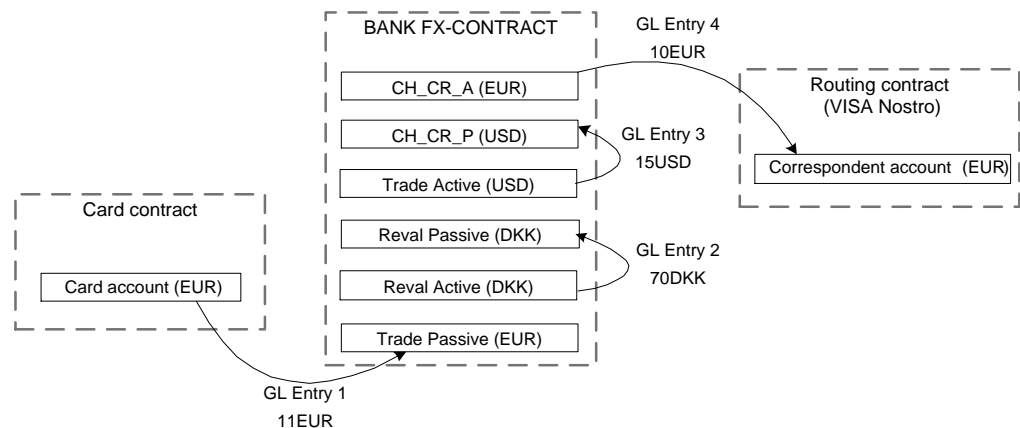 BANK FX-CONTRACT
CH_CR_A (EUR)
CH_CR_P (USD)
Trade Active (USD)
Reval Passive (DKK)
Reval Active (DKK)
Trade Passive (EUR)
GL Entry 4
10EUR
Routing contract
(VISA Nostro)
Correspondent account (EUR)
GL Entry 3
15USD
GL Entry 2
70DKK
Card contract
Card account (EUR)
GL Entry 1
11EUR